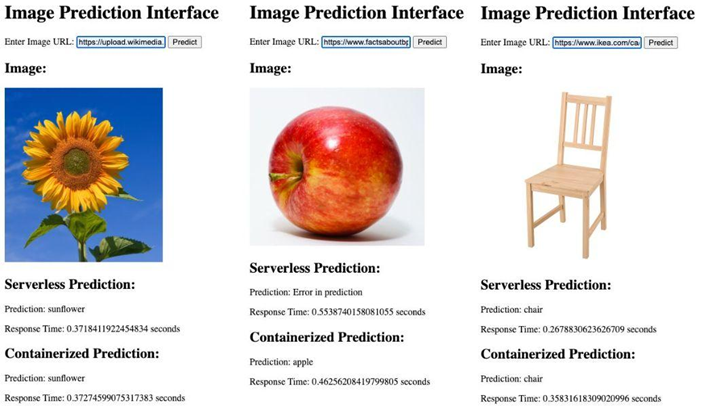 Image Prediction Interface
Enter Image URL: https://upload.wikimedia. Predict
Image:
Serverless Prediction:
Prediction: sunflower
Response Time: 0.3718411922454834 seconds
Containerized Prediction:
Prediction: sunflower
Response Time: 0.37274599075317383 seconds
Image Prediction Interface
Enter Image URL: https://www.factsaboutbp Predict
Image:
Serverless Prediction:
Prediction: Error in prediction
Response Time: 0.5538740158081055 seconds
Containerized Prediction:
Prediction: apple
Response Time: 0.46256208419799805 seconds
Image Prediction Interface
Enter Image URL: https://www.ikea.com/ca/ Predict
Image:
Serverless Prediction:
Prediction: chair
Response Time: 0.2678830623626709 seconds
Containerized Prediction:
Prediction: chair
Response Time: 0.35831618309020996 seconds